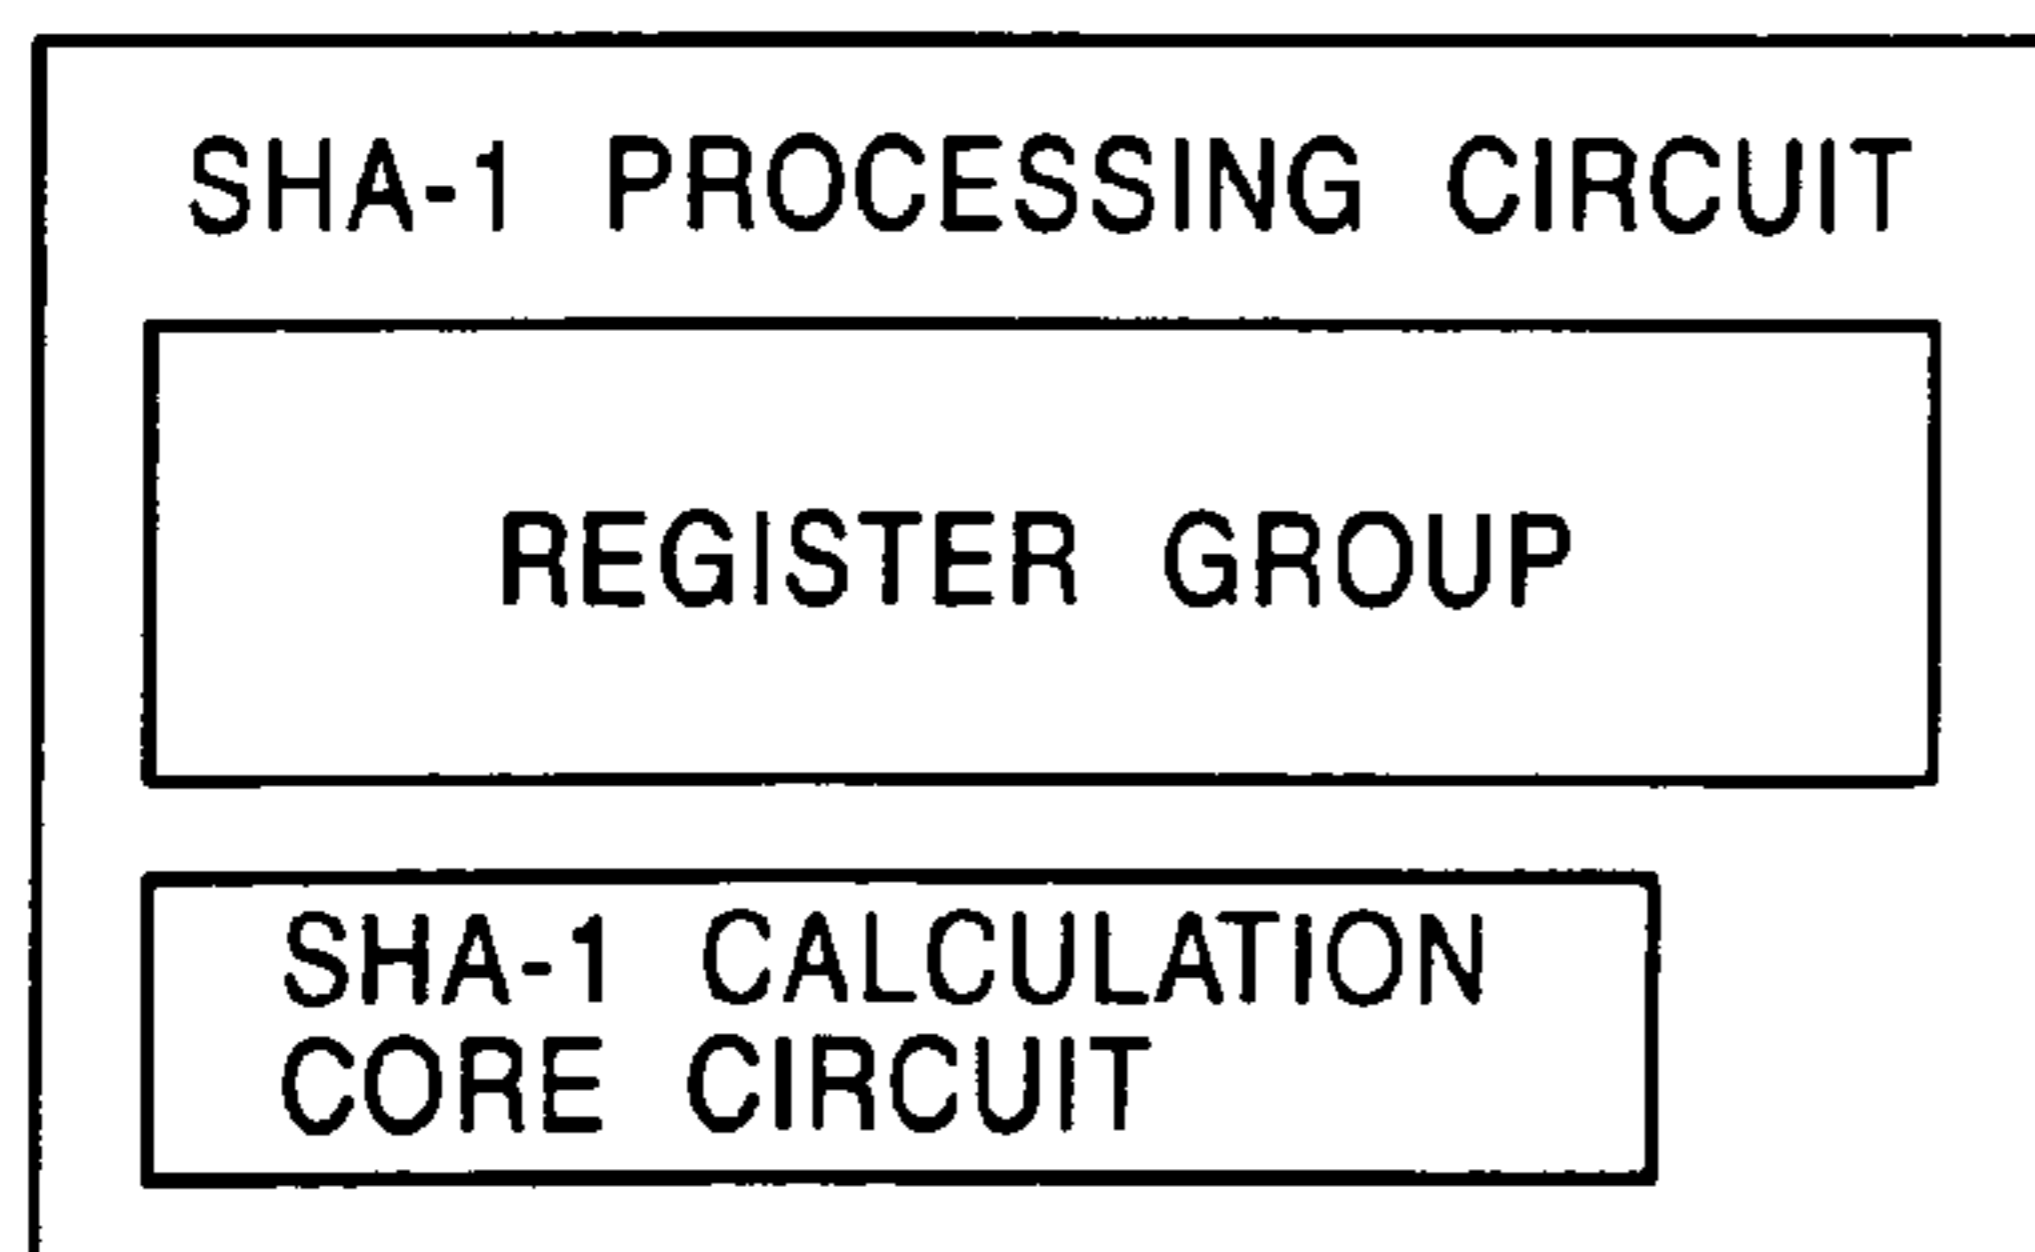 SHA-1 PROCESSING CIRCUIT
REGISTER GROUP
SHA-1 CALCULATION
CORE CIRCUIT